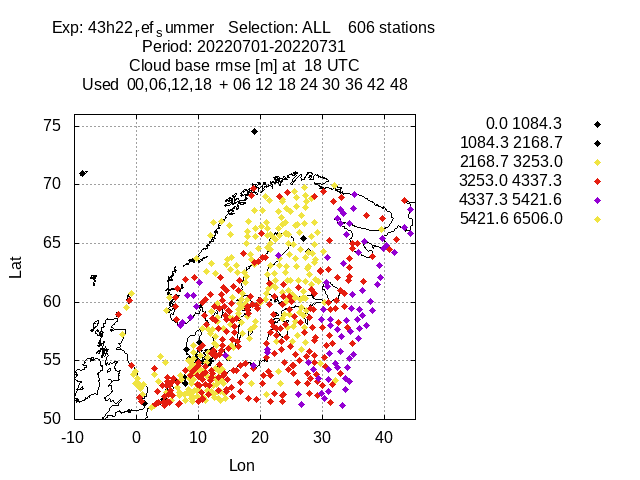 Exp: 43h22ref summer   Selection: ALL    606 stations
Period: 20220701-20220731
Cloud base rmse [m] at  18 UTC
Used  00,06,12,18  + 06 12 18 24 30 36 42 48
0.0 1084.3
1084.3 2168.7
2168.7 3253.0
3253.0 4337.3
4337.3 5421.6
5421.6 6506.0
Lat
75
70
65
60
55
50
-10 0 10 20 30 40
Lon